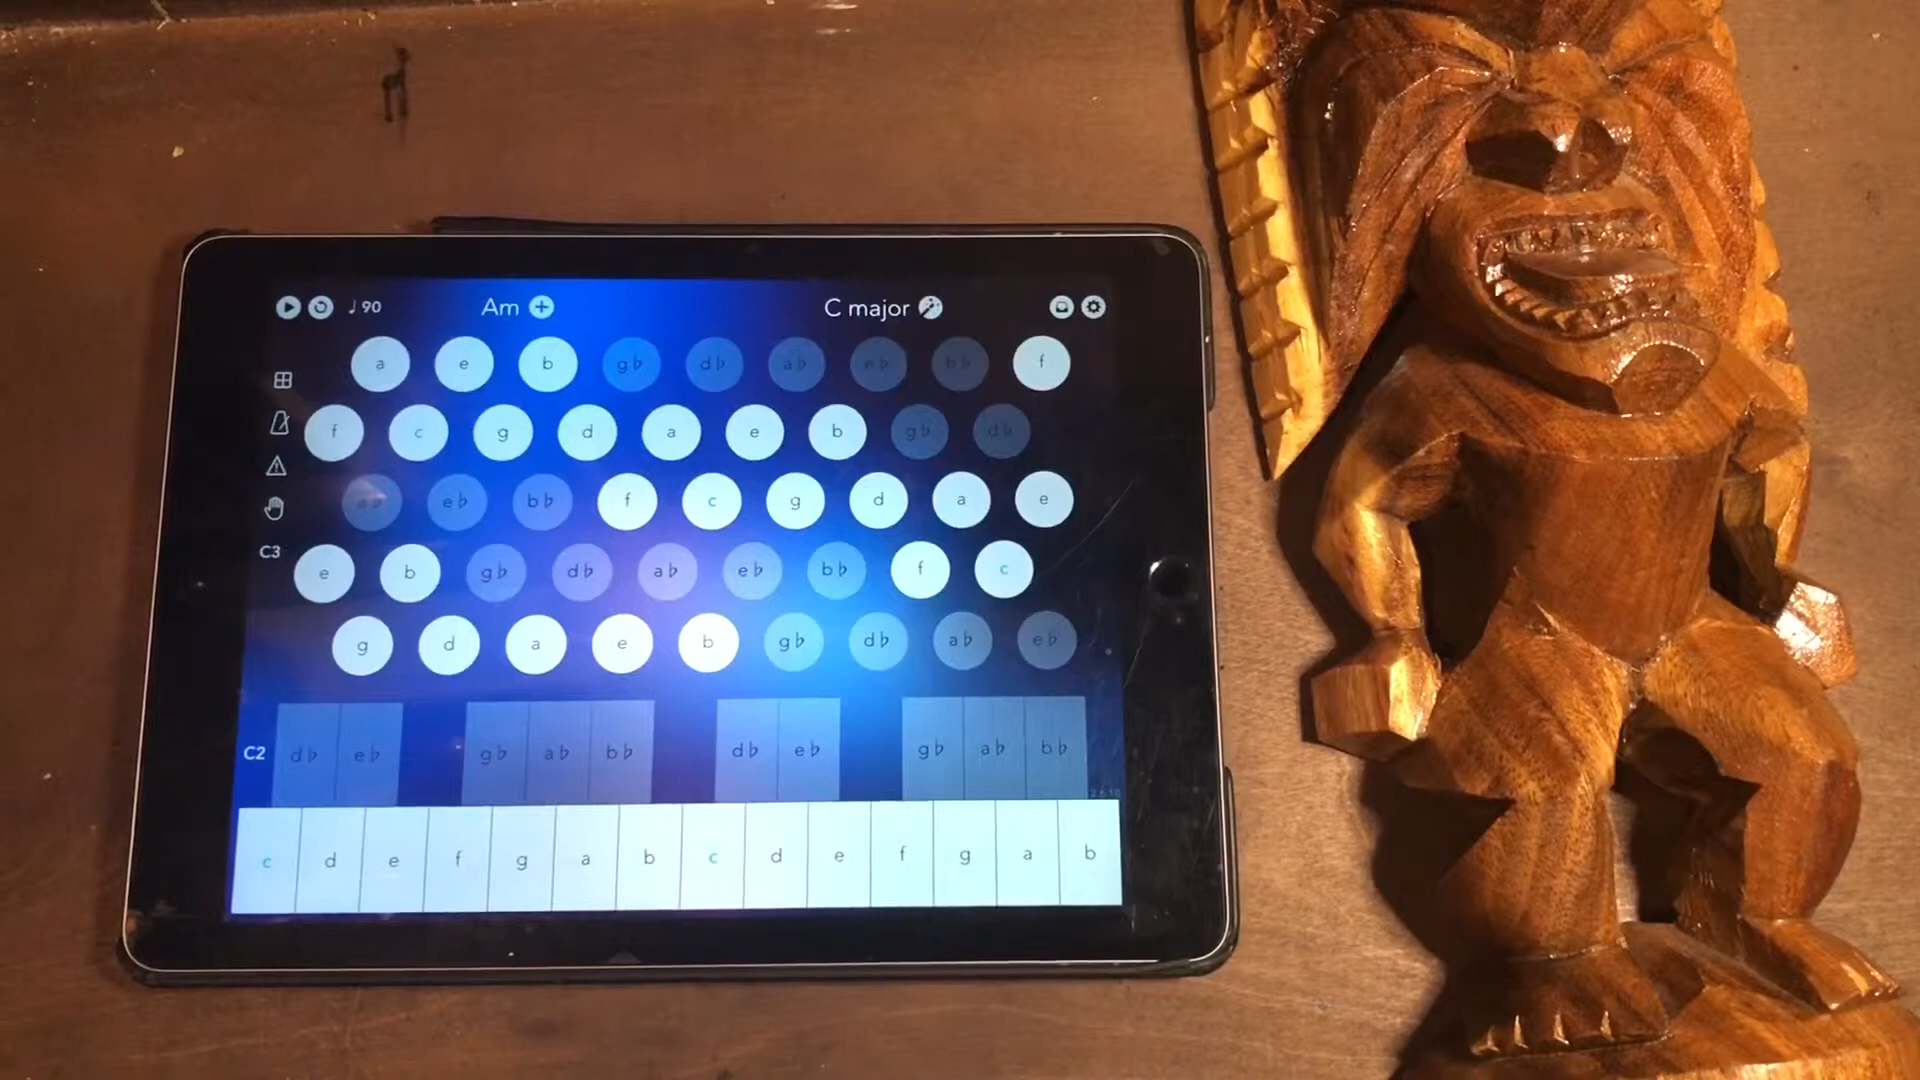 ♩ 90 Am C major
a e b g♭ d♭ a♭ e♭ b♭ f
f c g d a e b g♭ d♭
a♭ e♭ b♭ f c g d a e
C3
e b g♭ d♭ a♭ e♭ b♭ f c
g d a e b g♭ d♭ a♭ e♭
C2 d♭ e♭ g♭ a♭ b♭ d♭ e♭ g♭ a♭ b♭
c d e f g a b c d e f g a b